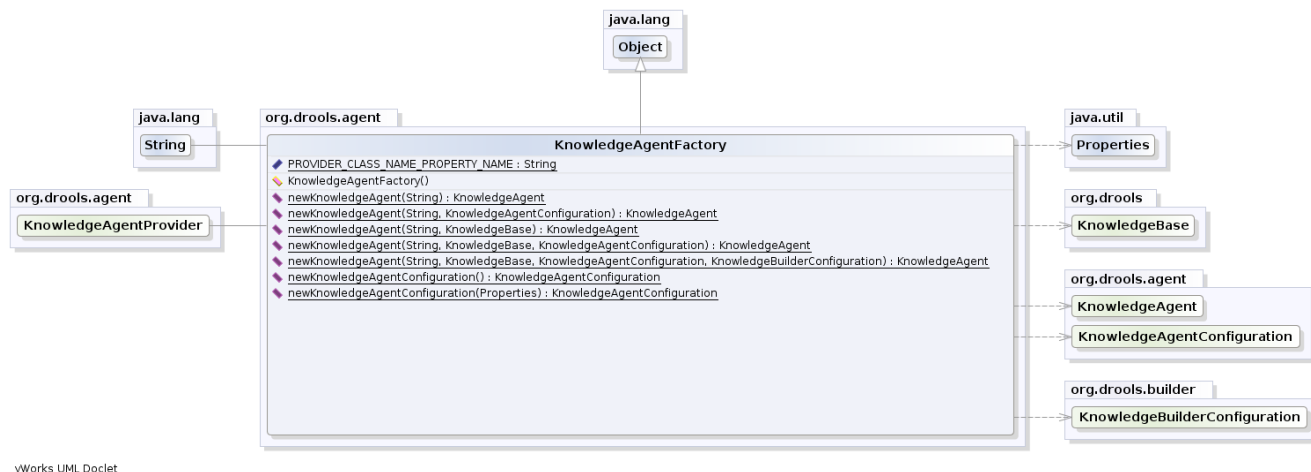 java.lang
Object
java.lang
String
org.drools.agent
KnowledgeAgentProvider
org.drools.agent
KnowledgeAgentFactory
PROVIDER_CLASS_NAME_PROPERTY_NAME : String
KnowledgeAgentFactory()
newKnowledgeAgent(String) : KnowledgeAgent
newKnowledgeAgent(String, KnowledgeAgentConfiguration) : KnowledgeAgent
newKnowledgeAgent(String, KnowledgeBase) : KnowledgeAgent
newKnowledgeAgent(String, KnowledgeBase, KnowledgeAgentConfiguration) : KnowledgeAgent
newKnowledgeAgent(String, KnowledgeBase, KnowledgeAgentConfiguration, KnowledgeBuilderConfiguration) : KnowledgeAgent
newKnowledgeAgentConfiguration() : KnowledgeAgentConfiguration
newKnowledgeAgentConfiguration(Properties) : KnowledgeAgentConfiguration
java.util
Properties
org.drools
KnowledgeBase
org.drools.agent
KnowledgeAgent
KnowledgeAgentConfiguration
org.drools.builder
KnowledgeBuilderConfiguration
yWorks UML Doclet